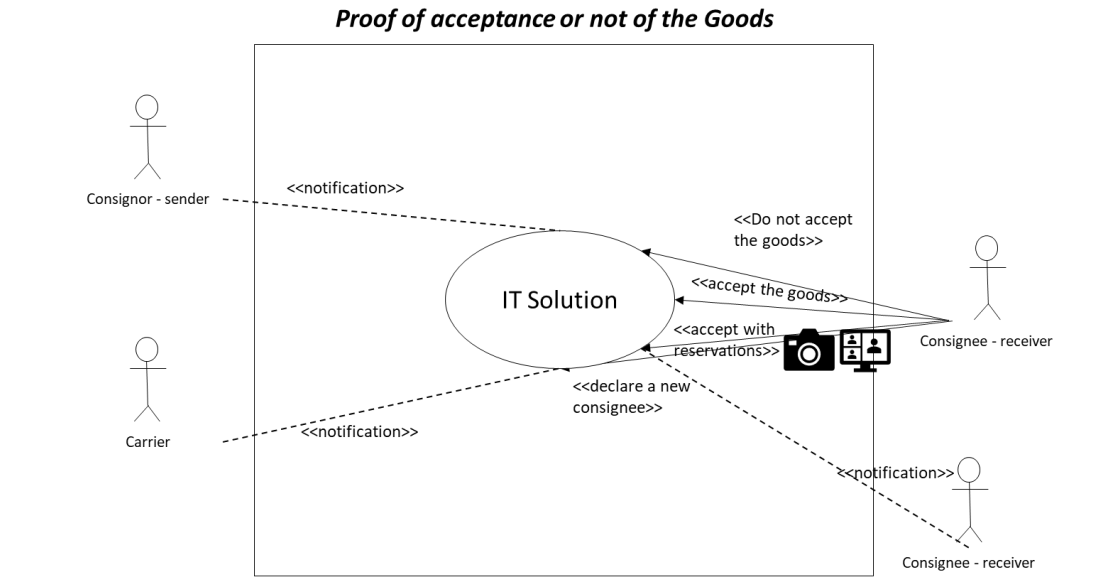 Proof of acceptance or not of the Goods
Consignor - sender
<<notification>>
<<Do not accept
the goods>>
IT Solution
<<accept the goods>>
<<accept with
reservations>>
Consignee - receiver
<<declare a new
consignee>>
Carrier
<<notification>>
<<notification>>
Consignee - receiver